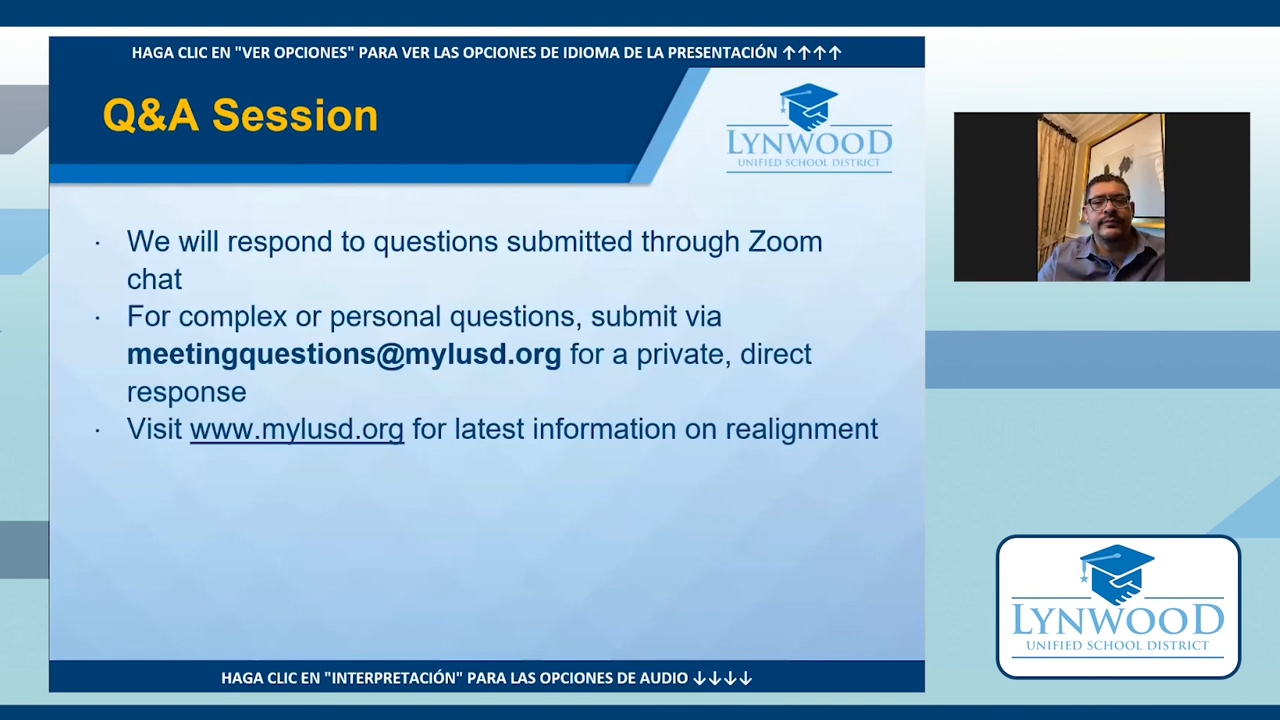 HAGA CLIC EN "VER OPCIONES" PARA VER LAS OPCIONES DE IDIOMA DE LA PRESENTACIÓN ↑↑↑↑
Q&A Session
LYNWOOD
UNIFIED SCHOOL DISTRICT
· We will respond to questions submitted through Zoom
chat
· For complex or personal questions, submit via
meetingquestions@mylusd.org for a private, direct
response
· Visit www.mylusd.org for latest information on realignment
LYNWOOD
UNIFIED SCHOOL DISTRICT
HAGA CLIC EN "INTERPRETACIÓN" PARA LAS OPCIONES DE AUDIO ↓↓↓↓